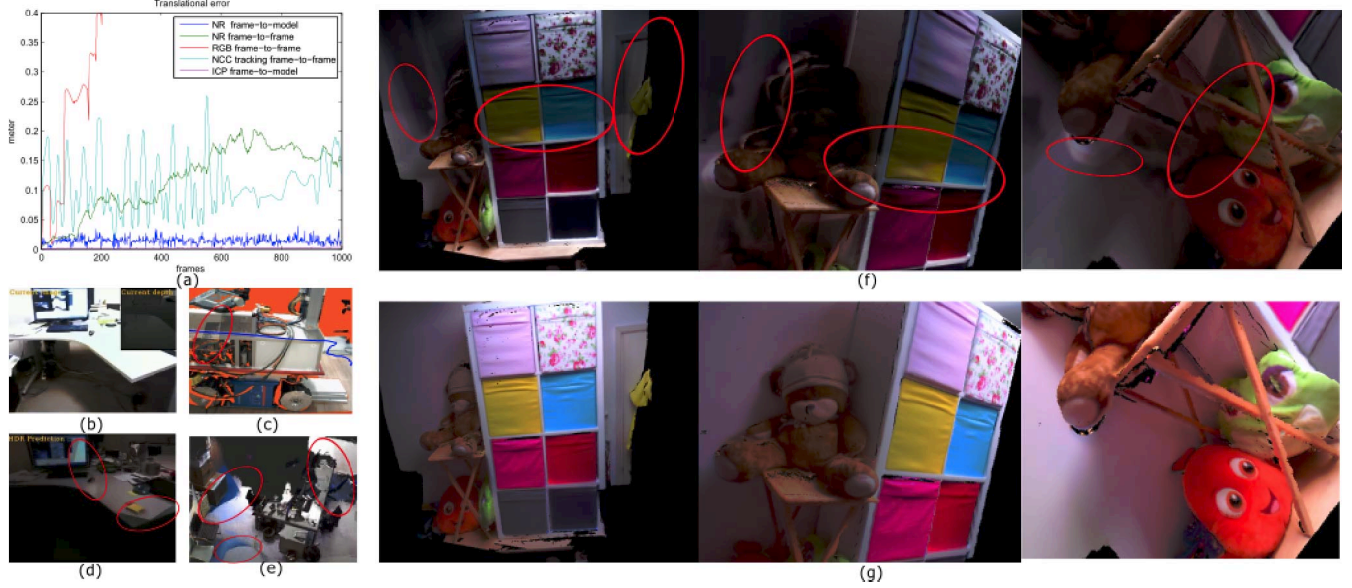 Translational error
0.4
0.35
0.3
0.25
0.2
0.15
0.1
0.05
0
meter
NR frame-to-model
NR frame-to-frame
RGB frame-to-frame
NCC tracking frame-to-frame
ICP frame-to-model
0 200 400 600 800 1000
frames
(a)
(f)
Current depth
(b)
(c)
HDR Prediction
(d)
(e)
(g)